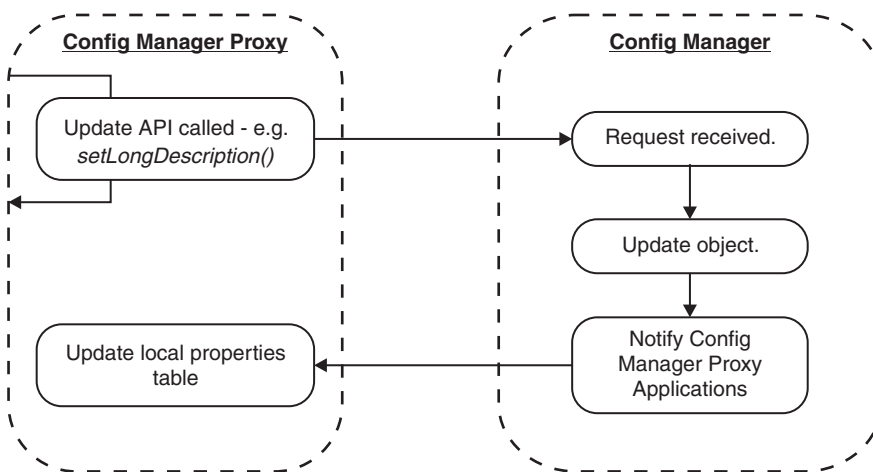 Config Manager Proxy
Config Manager
Update API called - e.g.
setLongDescription()
Request received.
Update object.
Update local properties
table
Notify Config
Manager Proxy
Applications